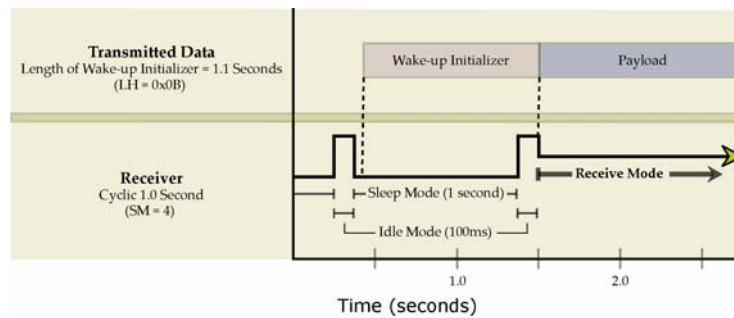 Transmitted Data
Length of Wake-up Initializer = 1.1 Seconds
(LH = 0x0B)
Wake-up Initializer
Payload
Receiver
Cyclic 1.0 Second
(SM = 4)
Sleep Mode (1 second)
Receive Mode
Idle Mode (100ms)
1.0
2.0
Time (seconds)